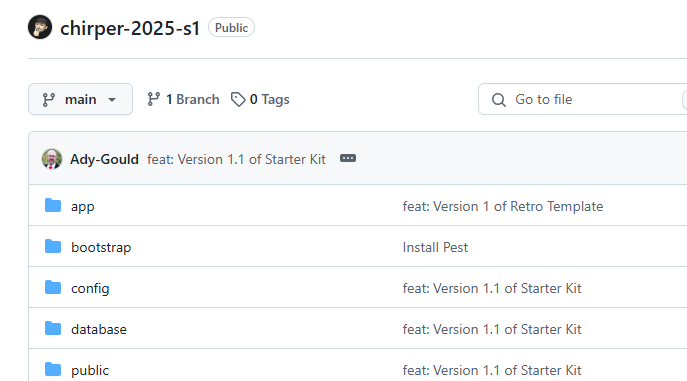 chirper-2025-s1 Public
main 1 Branch 0 Tags Go to file
Ady-Gould feat: Version 1.1 of Starter Kit
app feat: Version 1 of Retro Template
bootstrap Install Pest
config feat: Version 1.1 of Starter Kit
database feat: Version 1.1 of Starter Kit
public feat: Version 1.1 of Starter Kit